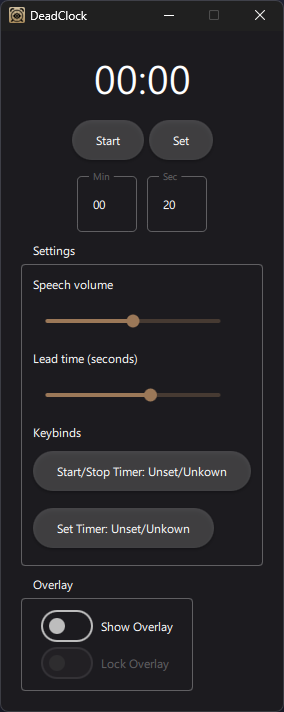 DeadClock
00:00
Start Set
Min Sec
00 20
Settings
Speech volume
Lead time (seconds)
Keybinds
Start/Stop Timer: Unset/Unkown
Set Timer: Unset/Unkown
Overlay
Show Overlay
Lock Overlay